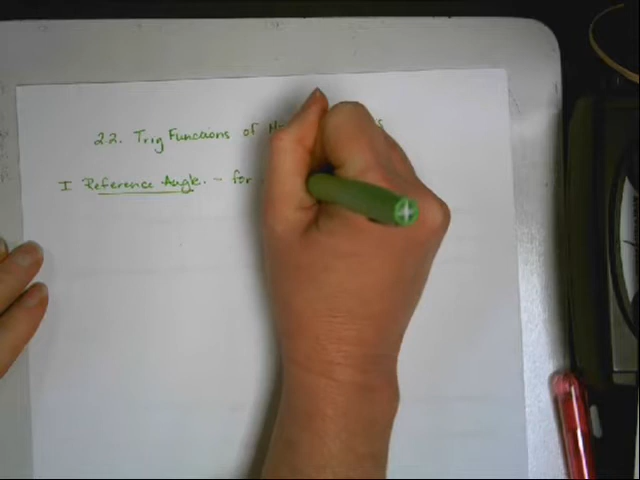 2.2. Trig Functions of
I Reference Angle. - for